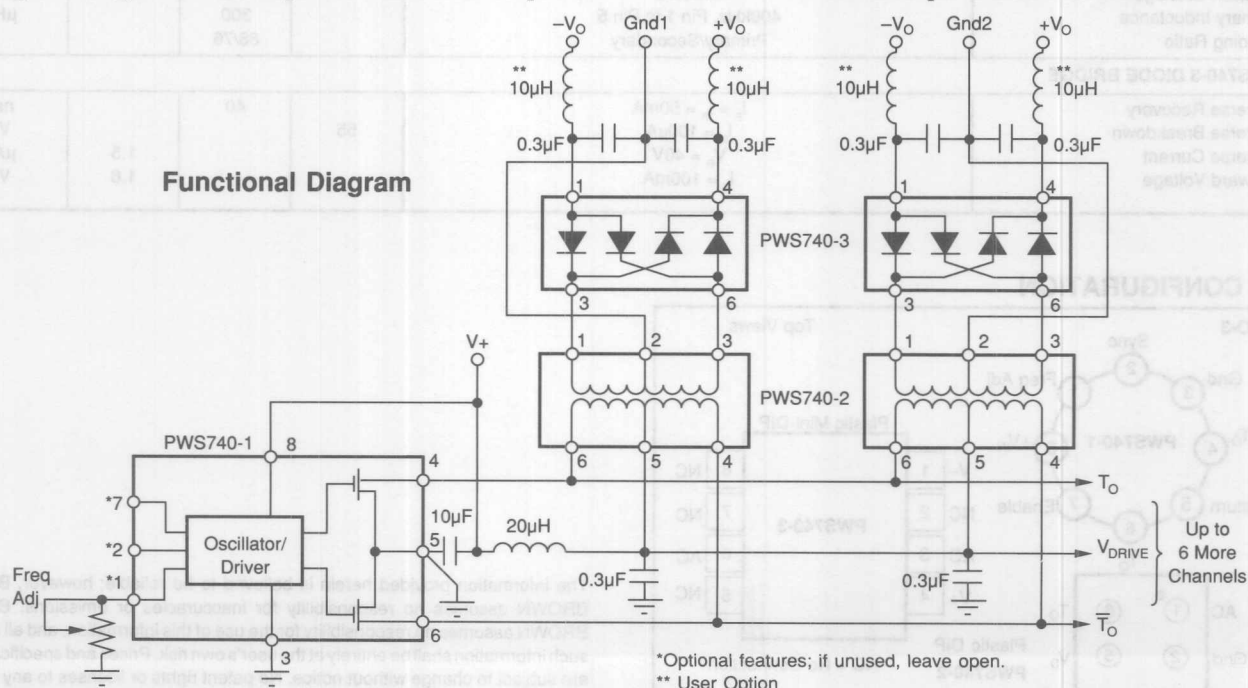 −VO Gnd1 +VO −VO Gnd2 +VO
** ** ** **
10µH 10µH 10µH 10µH
0.3µF 0.3µF 0.3µF 0.3µF
Functional Diagram
1 4 1 4
PWS740-3
3 6 3 6
V+
1 2 3 1 2 3
PWS740-2
PWS740-1 8
6 5 4 6 5 4
4
TO
*7
10µF 20µH
5
Oscillator/
Driver
*2
VDRIVE
Up to
6 More
Channels
Freq
Adj
*1
0.3µF 0.3µF
6
T̅O
3
*Optional features; if unused, leave open.
** User Option